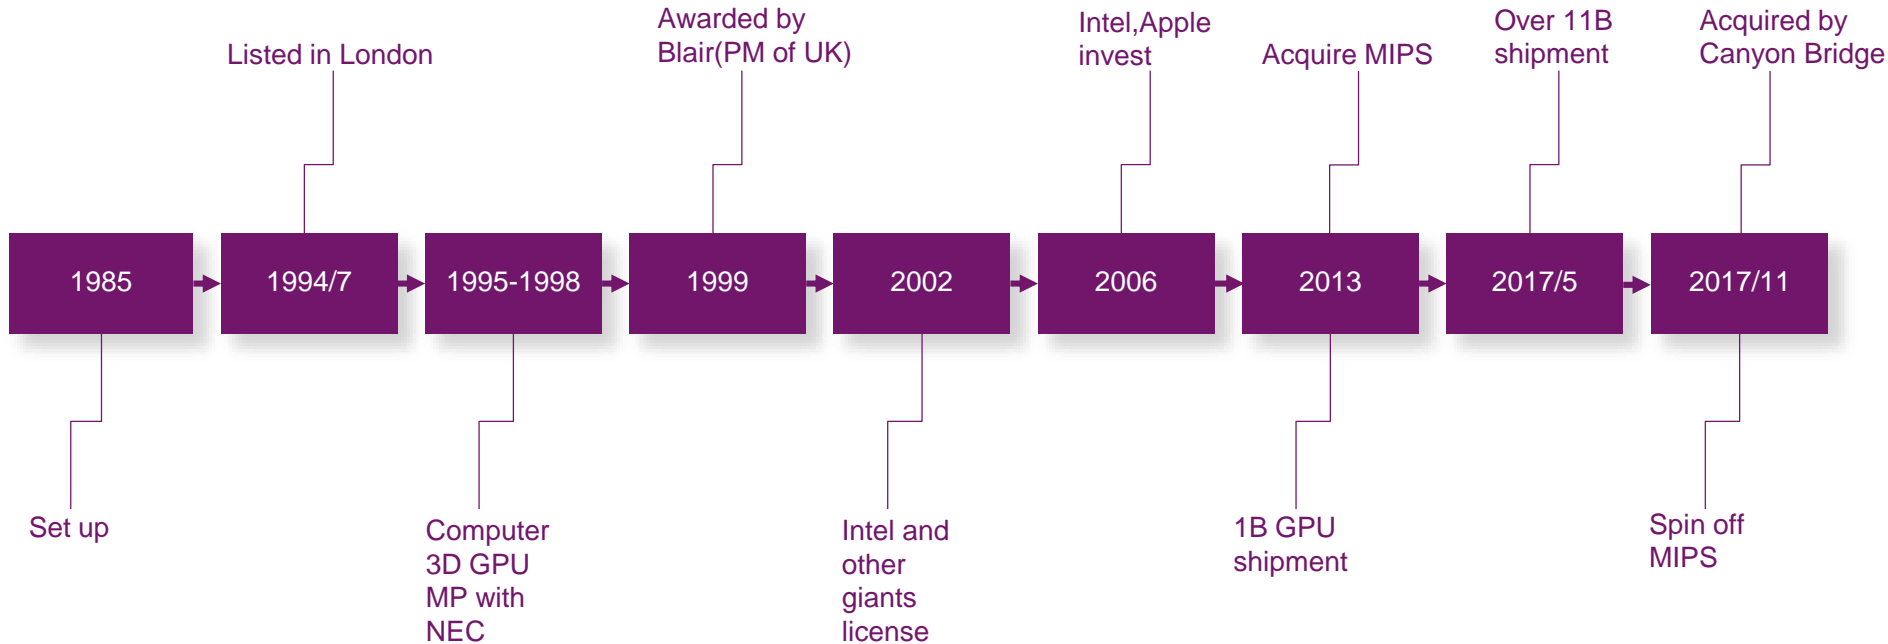 Listed in London
Awarded by
Blair(PM of UK)
Intel,Apple
invest
Acquire MIPS
Over 11B
shipment
Acquired by
Canyon Bridge
1985
1994/7
1995-1998
1999
2002
2006
2013
2017/5
2017/11
Set up
Computer
3D GPU
MP with
NEC
Intel and
other
giants
license
1B GPU
shipment
Spin off
MIPS